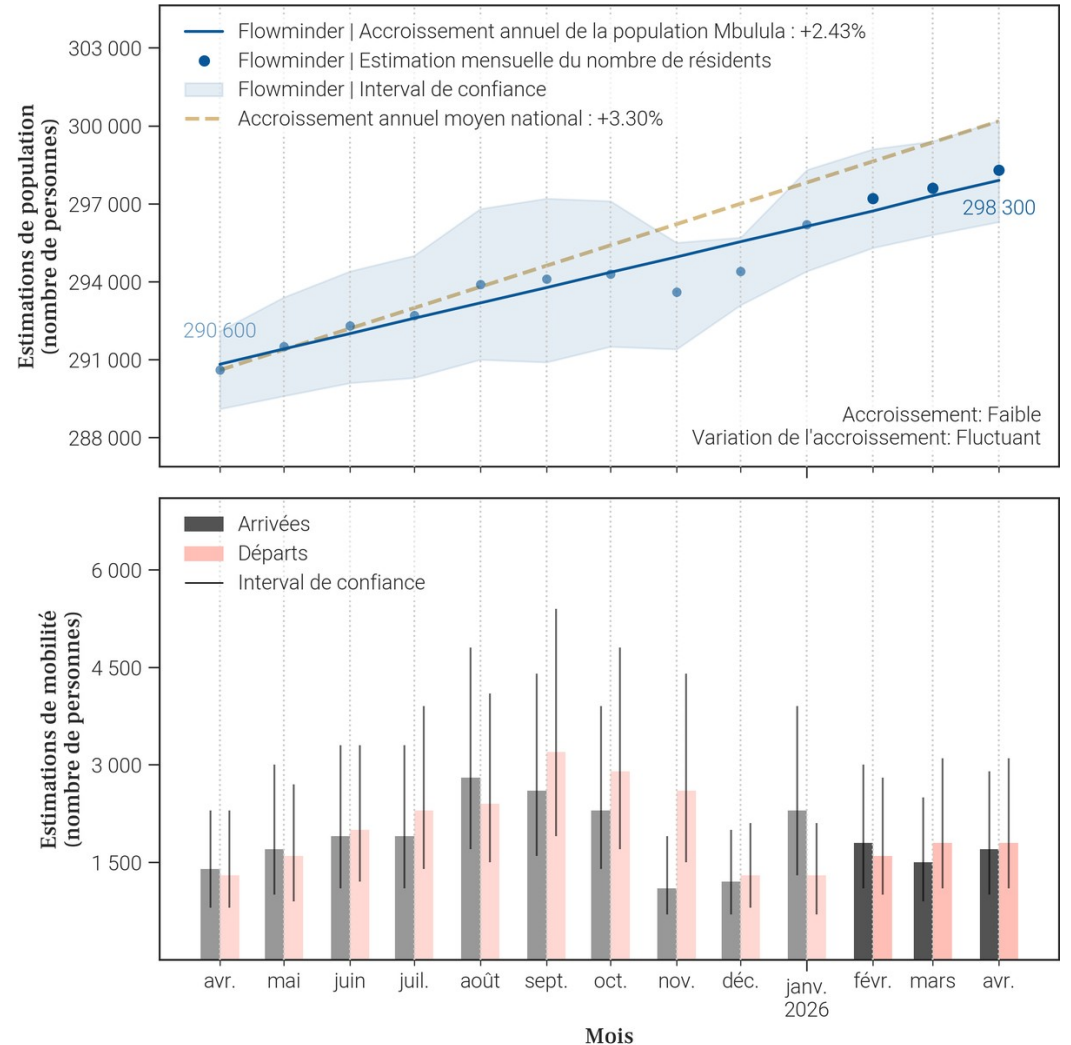 Flowminder | Accroissement annuel de la population Mbulula : +2.43%
Flowminder | Estimation mensuelle du nombre de résidents
Flowminder | Interval de confiance
Accroissement annuel moyen national : +3.30%
Estimations de population
(nombre de personnes)
303 000
300 000
297 000
294 000
291 000
288 000
290 600
298 300
Accroissement: Faible
Variation de l'accroissement: Fluctuant
Arrivées
Départs
Interval de confiance
Estimations de mobilité
(nombre de personnes)
6 000
4 500
3 000
1 500
avr. mai juin juil. août sept. oct. nov. déc. janv. févr. mars avr.
2026
Mois